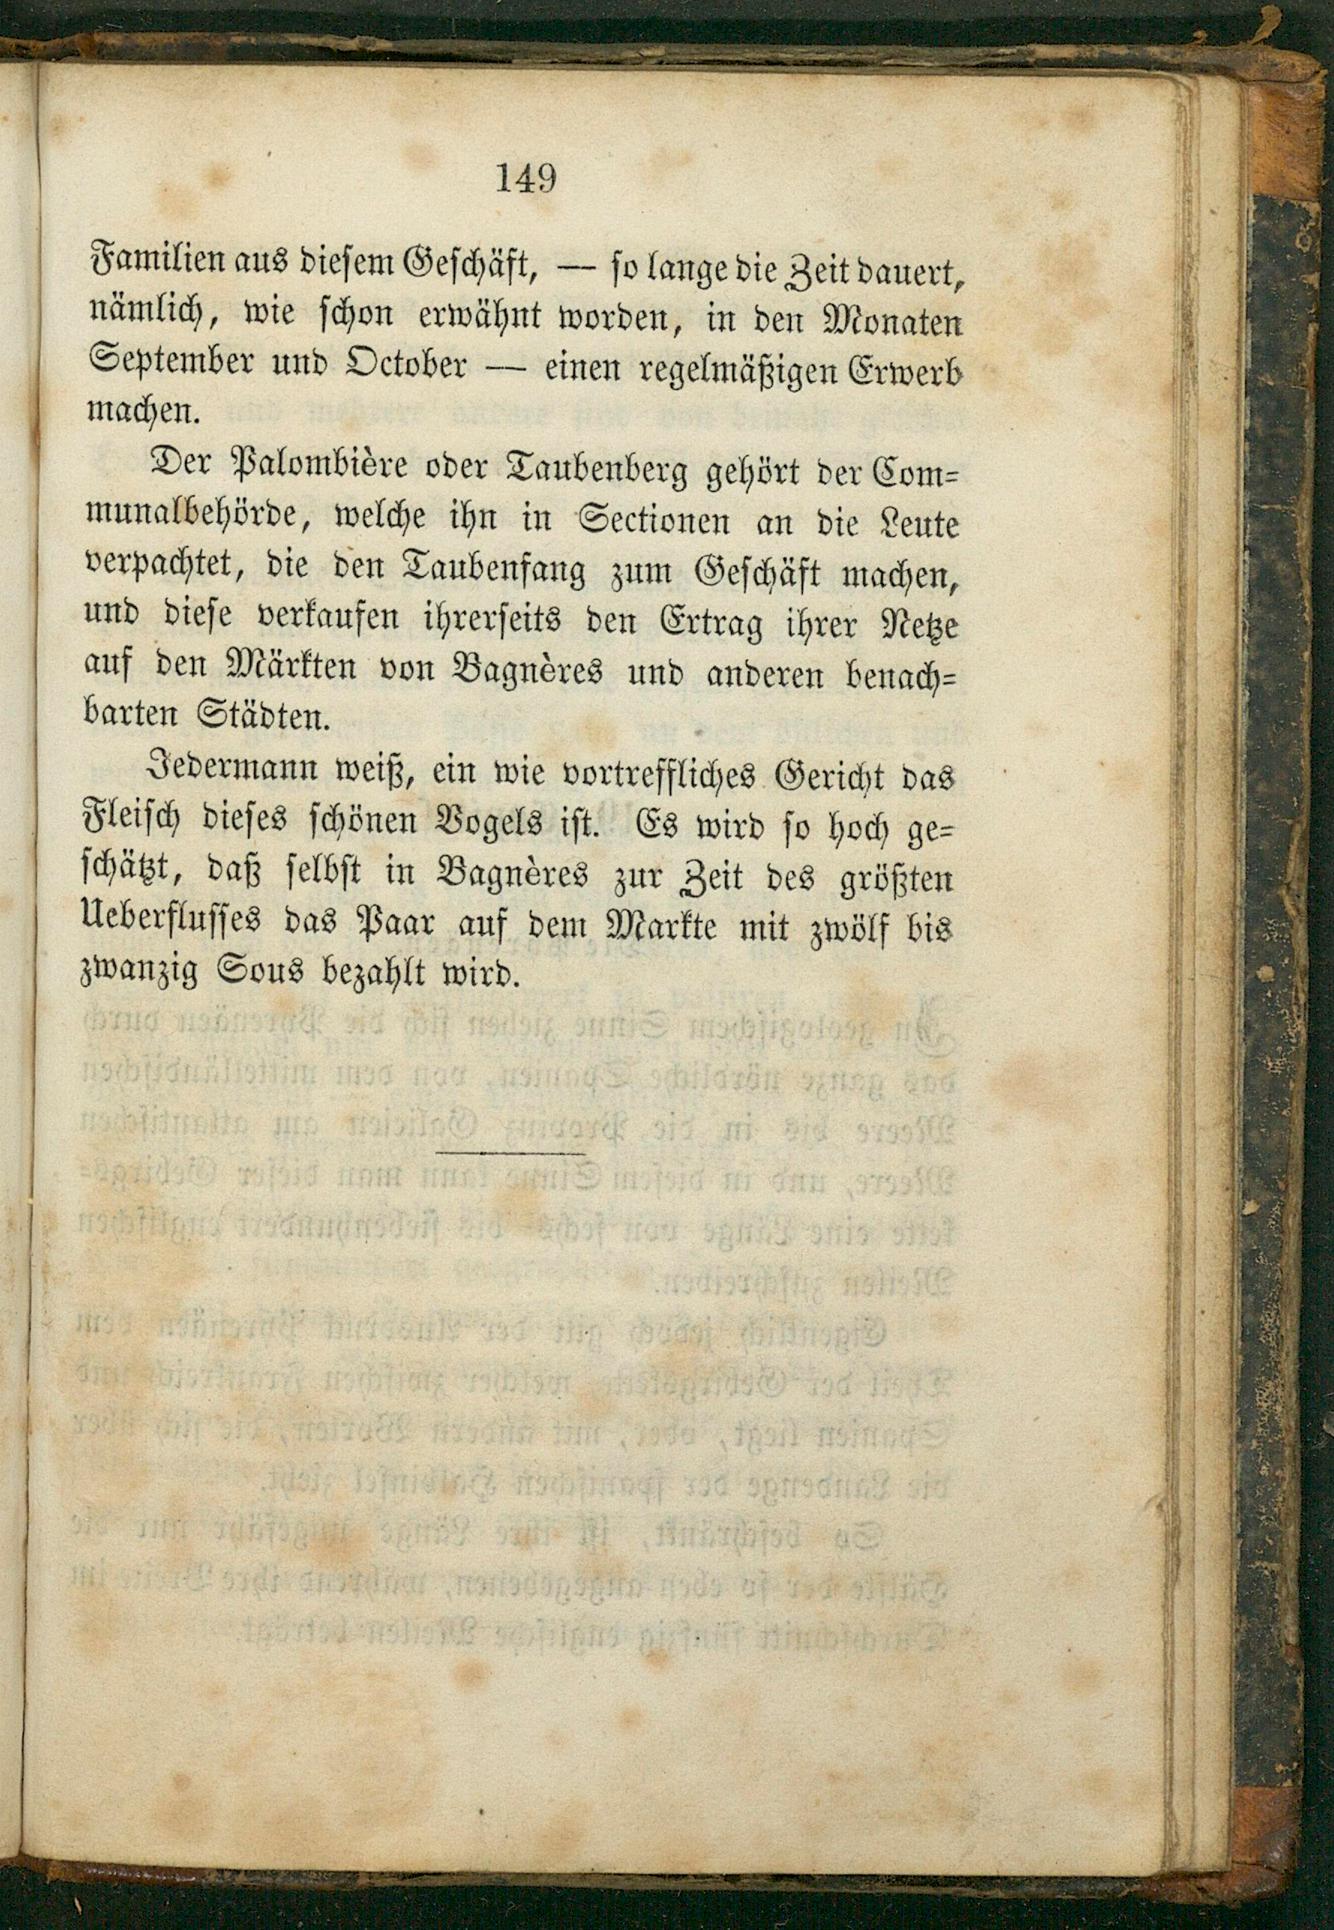 149
Familien aus diesem Geschäft, — so lange die Zeit dauert,
nämlich, wie schon erwähnt worden, in den Monaten
September und October — einen regelmäßigen Erwerb
machen.
Der Palombière oder Taubenberg gehört der Com=
munalbehörde, welche ihn in Sectionen an die Leute
verpachtet, die den Taubenfang zum Geschäft machen,
und diese verkaufen ihrerseits den Ertrag ihrer Netze
auf den Märkten von Bagnères und anderen benach=
barten Städten.
Jedermann weiß, ein wie vortreffliches Gericht das
Fleisch dieses schönen Vogels ist. Es wird so hoch ge=
schätzt, daß selbst in Bagnères zur Zeit des größten
Ueberflusses das Paar auf dem Markte mit zwölf bis
zwanzig Sous bezahlt wird.